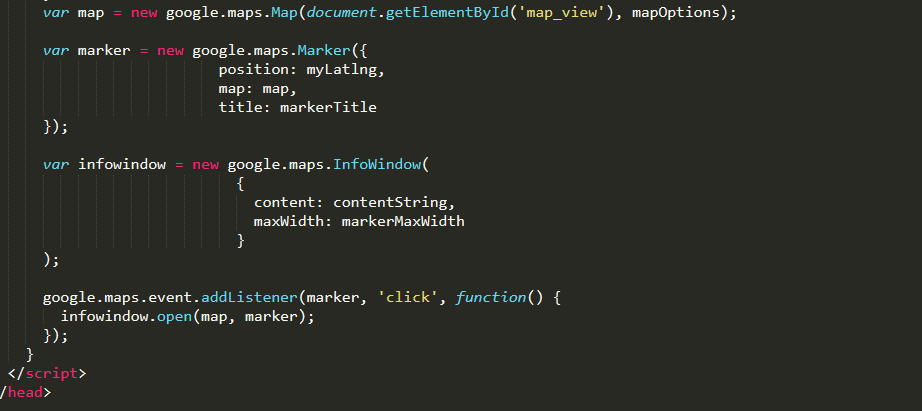 var map = new google.maps.Map(document.getElementById('map_view'), mapOptions);
var marker = new google.maps.Marker({
position: myLatlng,
map: map,
title: markerTitle
});
var infowindow = new google.maps.InfoWindow(
{
content: contentString,
maxWidth: markerMaxWidth
}
);
google.maps.event.addListener(marker, 'click', function() {
infowindow.open(map, marker);
});
}
</script>
/head>